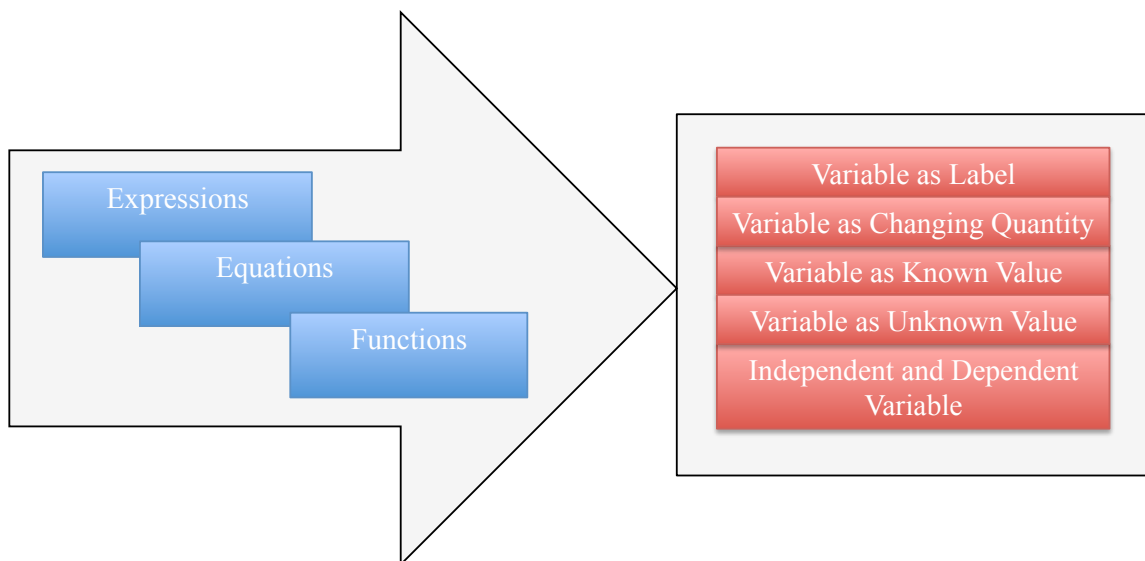 Expressions
Equations
Functions
Variable as Label
Variable as Changing Quantity
Variable as Known Value
Variable as Unknown Value
Independent and Dependent
Variable